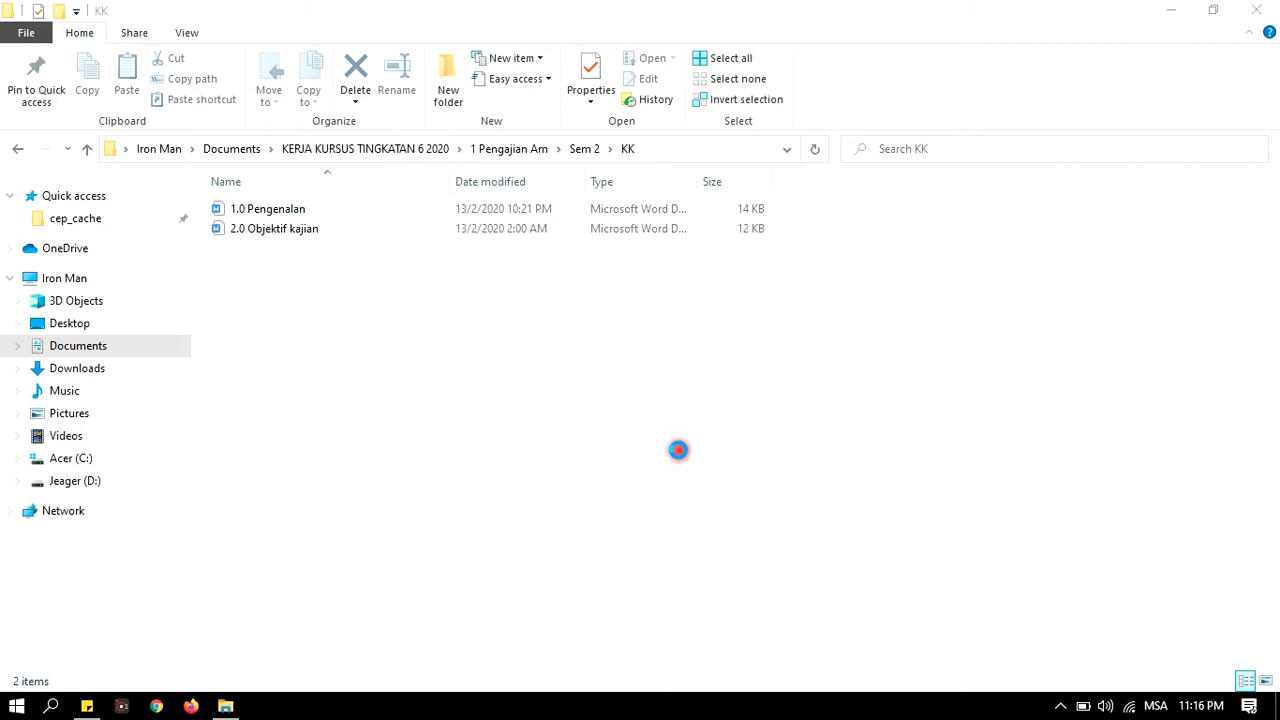 KK
File Home Share View
Pin to Quick access
Copy
Paste
Cut
Copy path
Paste shortcut
Clipboard
Move to
Copy to
Delete
Rename
Organize
New folder
New item
Easy access
New
Properties
Open
Edit
History
Open
Select all
Select none
Invert selection
Select
Iron Man Documents KERJA KURSUS TINGKATAN 6 2020 1 Pengajian Am Sem 2 KK
Search KK
Name Date modified Type Size
1.0 Pengenalan 13/2/2020 10:21 PM Microsoft Word D... 14 KB
2.0 Objektif kajian 13/2/2020 2:00 AM Microsoft Word D... 12 KB
Quick access
cep_cache
OneDrive
Iron Man
3D Objects
Desktop
Documents
Downloads
Music
Pictures
Videos
Acer (C:)
Jeager (D:)
Network
2 items
MSA 11:16 PM